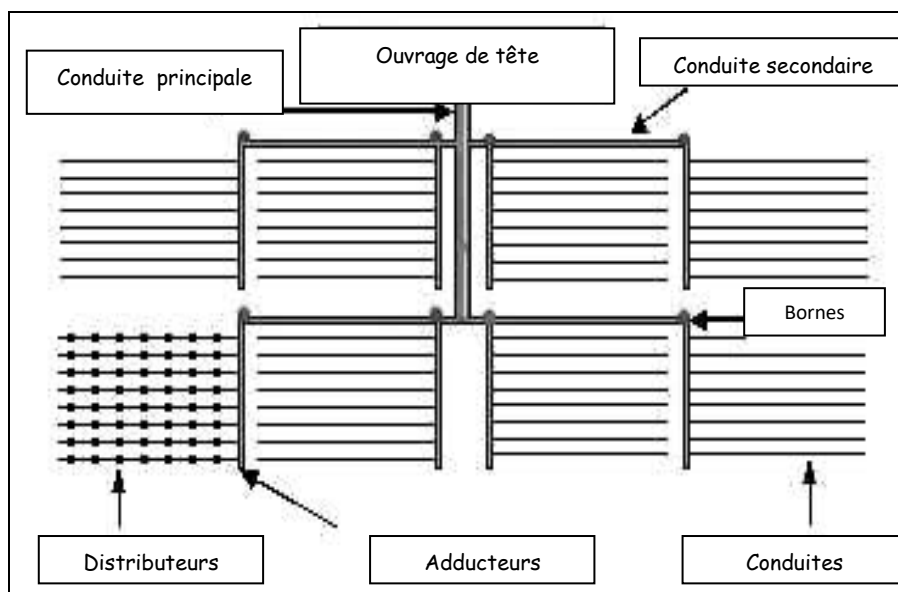 Ouvrage de tête
Conduite principale
Conduite secondaire
Bornes
Distributeurs
Adducteurs
Conduites